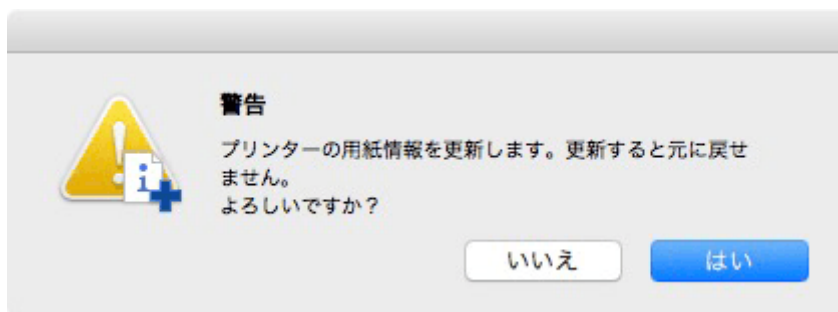 警告
プリンターの用紙情報を更新します。更新すると元に戻せ
ません。
よろしいですか？
いいえ
はい